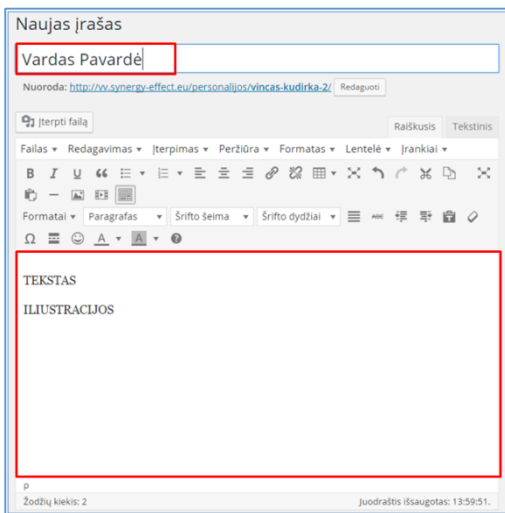 Naujas įrašas
Vardas Pavardė
Nuoroda: http://vv.synergy-effect.eu/personalijos/vincas-kudirka-2/ Redaguoti
Įterpti failą
Raiškusis Tekstinis
Failas Redagavimas Įterpimas Peržiūra Formatas Lentelė Įrankiai
B I U
Formatai Paragrafas Šrifto šeima Šrifto dydžiai ABC
Ω A A
TEKSTAS
ILIUSTRACIJOS
p
Žodžių kiekis: 2 Juodraštis išsaugotas: 13:59:51.